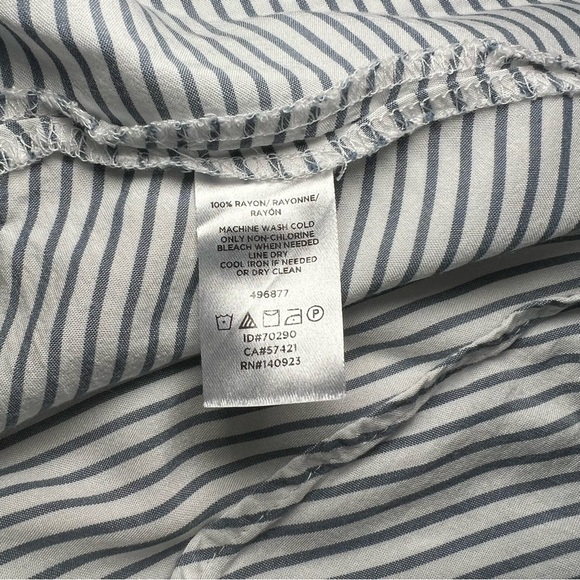 100% RAYON/ RAYONNE/
RAYÓN
MACHINE WASH COLD
ONLY NON-CHLORINE
BLEACH WHEN NEEDED
LINE DRY
COOL IRON IF NEEDED
OR DRY CLEAN
496877
P
ID#70290
CA#57421
RN#140923